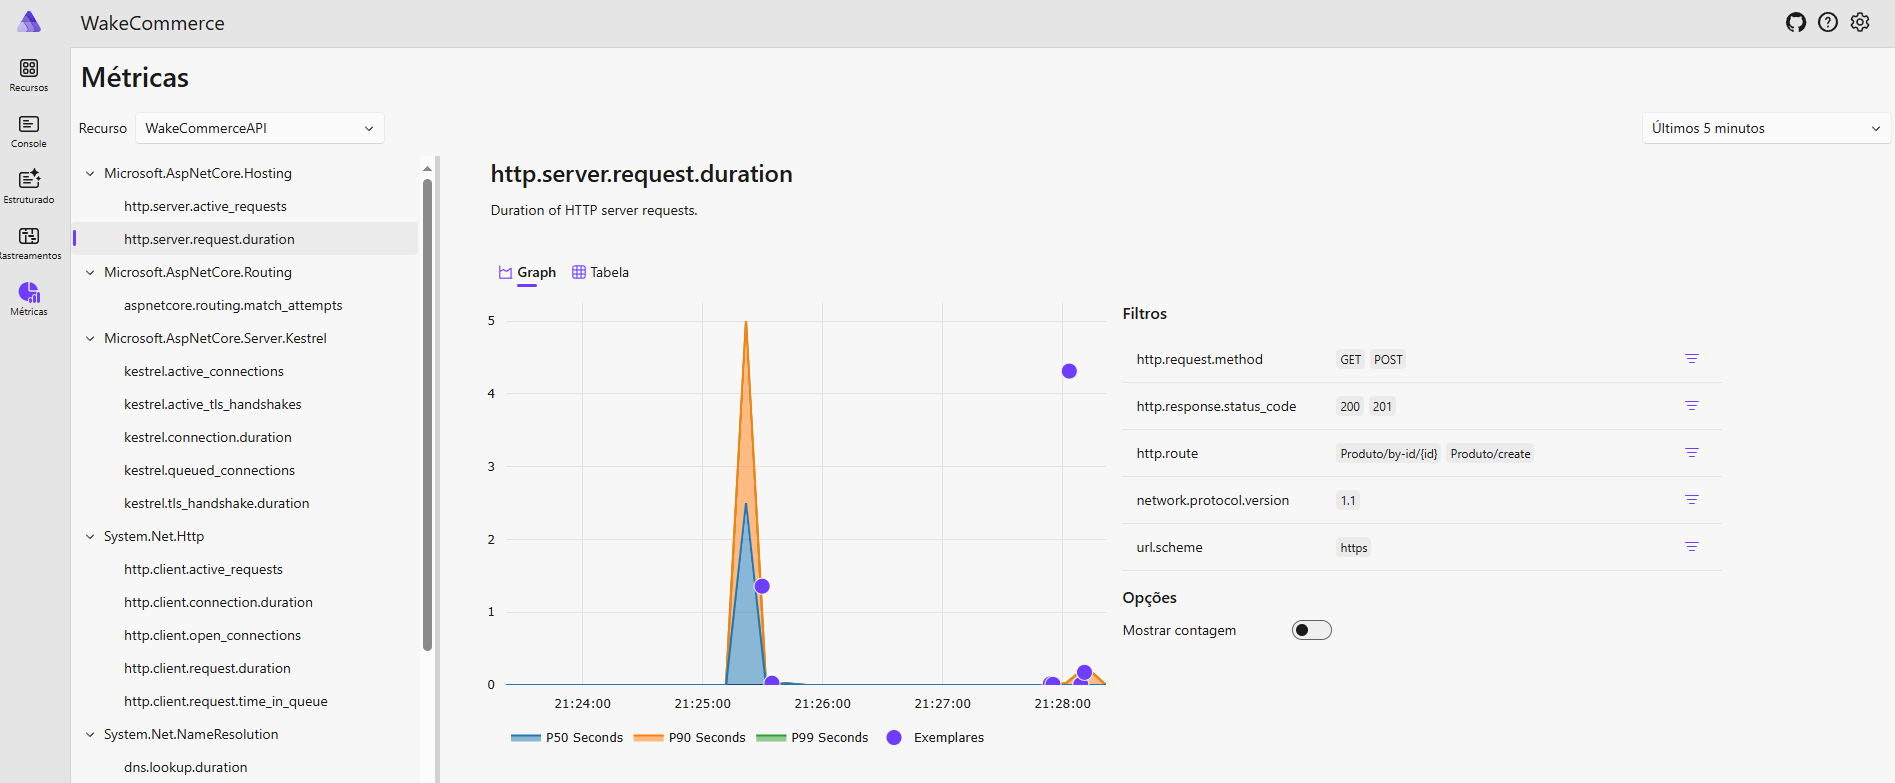 WakeCommerce
Recursos
Console
Estruturado
Rastreamentos
Métricas
Métricas
Recurso WakeCommerceAPI
Últimos 5 minutos
Microsoft.AspNetCore.Hosting
http.server.active_requests
http.server.request.duration
Microsoft.AspNetCore.Routing
aspnetcore.routing.match_attempts
Microsoft.AspNetCore.Server.Kestrel
kestrel.active_connections
kestrel.active_tls_handshakes
kestrel.connection.duration
kestrel.queued_connections
kestrel.tls_handshake.duration
System.Net.Http
http.client.active_requests
http.client.connection.duration
http.client.open_connections
http.client.request.duration
http.client.request.time_in_queue
System.Net.NameResolution
dns.lookup.duration
http.server.request.duration
Duration of HTTP server requests.
Graph Tabela
5
4
3
2
1
0
21:24:00 21:25:00 21:26:00 21:27:00 21:28:00
P50 Seconds P90 Seconds P99 Seconds Exemplares
Filtros
http.request.method GET POST
http.response.status_code 200 201
http.route Produto/by-id/{id} Produto/create
network.protocol.version 1.1
url.scheme https
Opções
Mostrar contagem